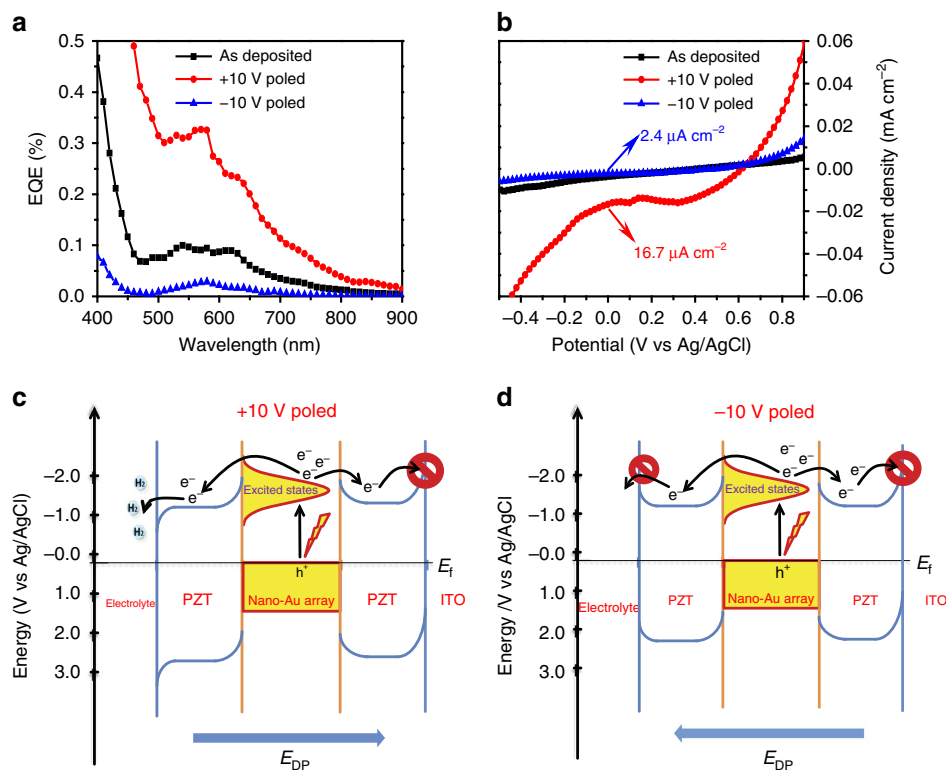 a
0.5
0.4
0.3
0.2
0.1
0.0
EQE (%)
As deposited
+10 V poled
−10 V poled
400 500 600 700 800 900
Wavelength (nm)
b
As deposited
+10 V poled
−10 V poled
2.4 µA cm−2
16.7 µA cm−2
0.06
0.04
0.02
0.00
−0.02
−0.04
−0.06
Current density (mA cm−2)
−0.4 −0.2 0.0 0.2 0.4 0.6 0.8
Potential (V vs Ag/AgCl)
c
+10 V poled
Energy (V vs Ag/AgCl)
−2.0
−1.0
−0.0
1.0
2.0
3.0
H2
H2
H2
e−
e−
e−
e−
e−
e−
Excited states
h+
Ef
Electrolyte
PZT
Nano-Au array
PZT
ITO
EDP
d
−10 V poled
Energy /V vs Ag/AgCl)
−2.0
−1.0
−0.0
1.0
2.0
3.0
e−
e−
e−
e−
e−
e−
Excited states
h+
Ef
Electrolyte
PZT
Nano-Au array
PZT
ITO
EDP